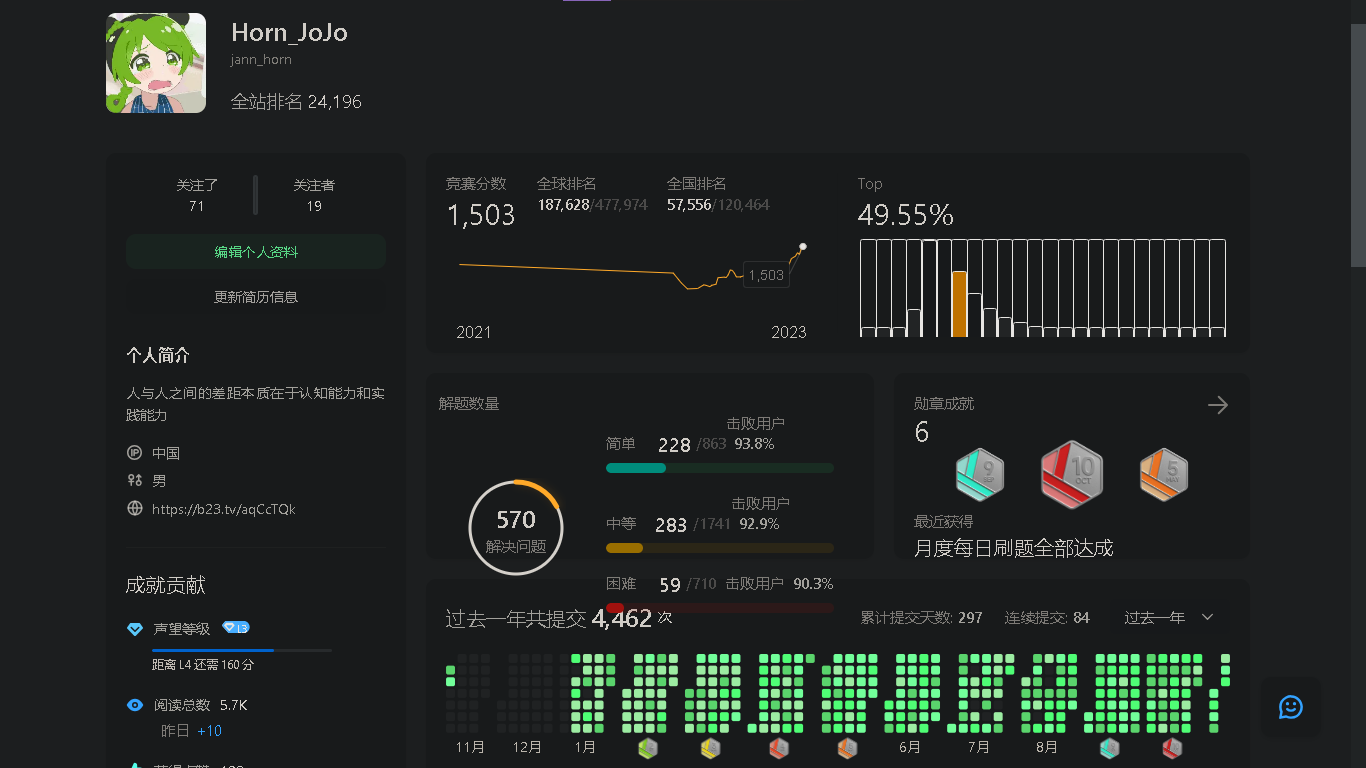 Horn_JoJo
jann_horn
全站排名 24,196
关注了
71
关注者
19
编辑个人资料
更新简历信息
个人简介
人与人之间的差距本质在于认知能力和实
践能力
IP 中国
男
https://b23.tv/aqCcTQk
成就贡献
声望等级 L3
距离 L4 还需 160 分
阅读总数 5.7K
昨日 +10
竞赛分数
1,503
全球排名
187,628/477,974
全国排名
57,556/120,464
1,503
2021
2023
Top
49.55%
解题数量
570
解决问题
击败用户
简单 228 /863 93.8%
击败用户
中等 283 /1741 92.9%
困难 59 /710 击败用户 90.3%
勋章成就
6
9
SEP
10
OCT
5
MAY
最近获得
月度每日刷题全部达成
过去一年共提交 4,462 次
累计提交天数: 297
连续提交: 84
过去一年
11月
12月
1月
6月
7月
8月